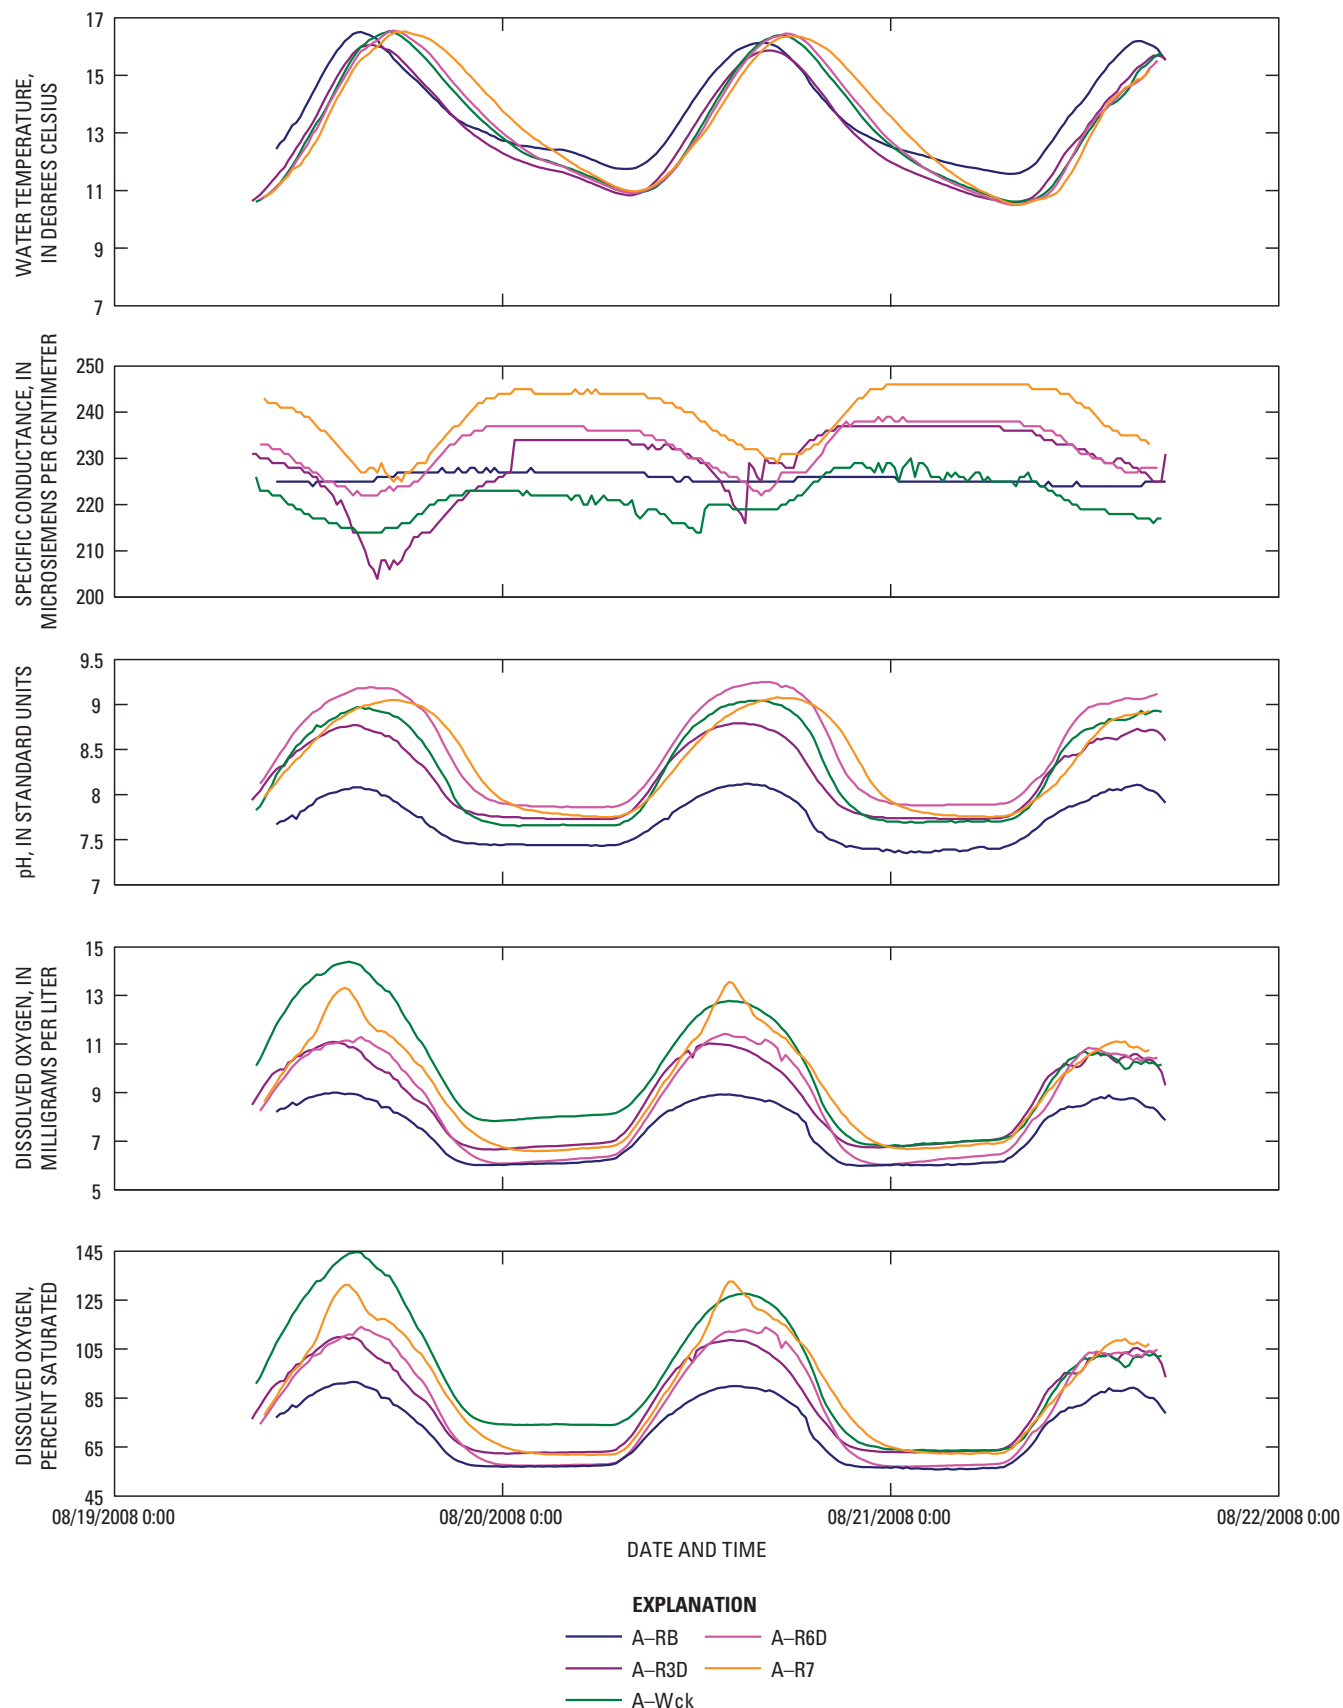 WATER TEMPERATURE,
IN DEGREES CELSIUS
17
15
13
11
9
7
SPECIFIC CONDUCTANCE, IN
MICROSIEMENS PER CENTIMETER
250
240
230
220
210
200
pH, IN STANDARD UNITS
9.5
9
8.5
8
7.5
7
DISSOLVED OXYGEN, IN
MILLIGRAMS PER LITER
15
13
11
9
7
5
DISSOLVED OXYGEN,
PERCENT SATURATED
145
125
105
85
65
45
08/19/2008 0:00 08/20/2008 0:00 08/21/2008 0:00 08/22/2008 0:00
DATE AND TIME
EXPLANATION
A–RB A–R6D
A–R3D A–R7
A–Wck